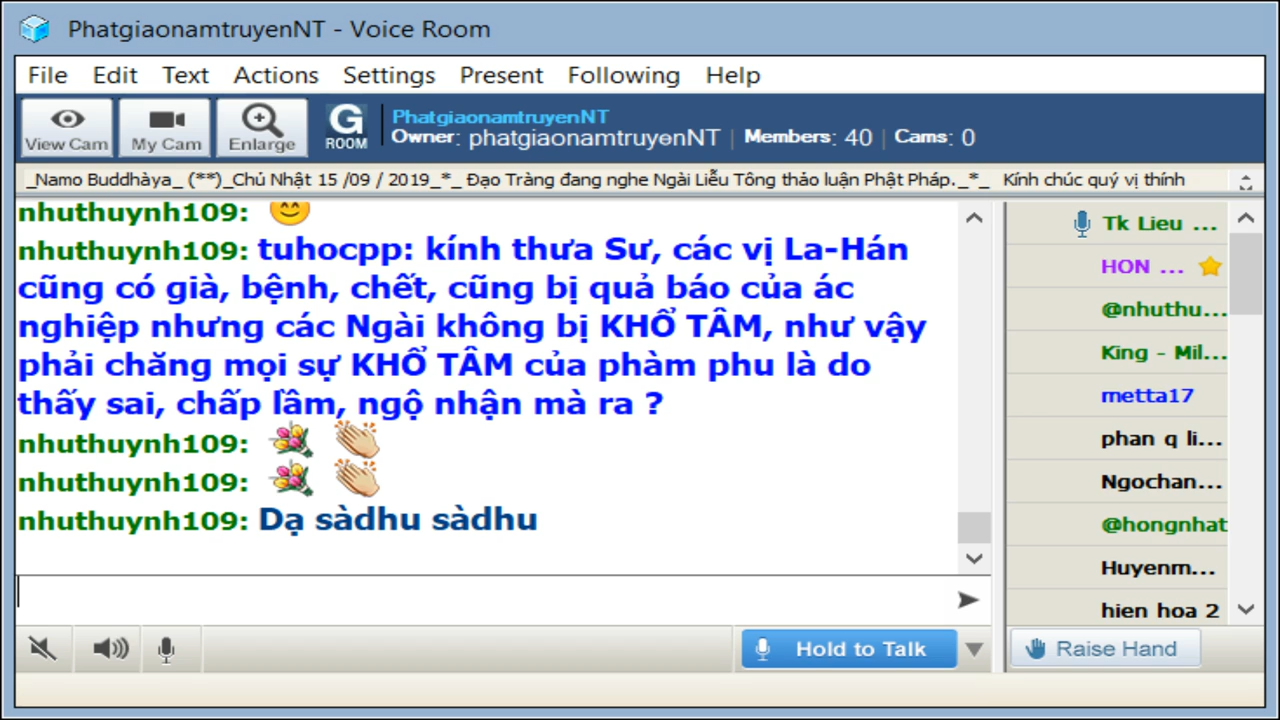 PhatgiaonamtruyenNT - Voice Room
File Edit Text Actions Settings Present Following Help
View Cam My Cam Enlarge G ROOM
PhatgiaonamtruyenNT
Owner: phatgiaonamtruyenNT | Members: 40 | Cams: 0
_Namo Buddhàya_ (**)_Chủ Nhật 15 /09 / 2019_*_ Đạo Tràng đang nghe Ngài Liễu Tông thảo luận Phật Pháp._*_ Kính chúc quý vị thính
nhuthuynh109:
nhuthuynh109: tuhocpp: kính thưa Sư, các vị La-Hán
cũng có già, bệnh, chết, cũng bị quả báo của ác
nghiệp nhưng các Ngài không bị KHỔ TÂM, như vậy
phải chăng mọi sự KHỔ TÂM của phàm phu là do
thấy sai, chấp lầm, ngộ nhận mà ra ?
nhuthuynh109:
nhuthuynh109:
nhuthuynh109: Dạ sàdhu sàdhu
Tk Lieu ...
HON ...
@nhuthu...
King - Mil...
metta17
phan q li...
Ngochan...
@hongnhat
Huyenm...
hien hoa 2
Hold to Talk
Raise Hand